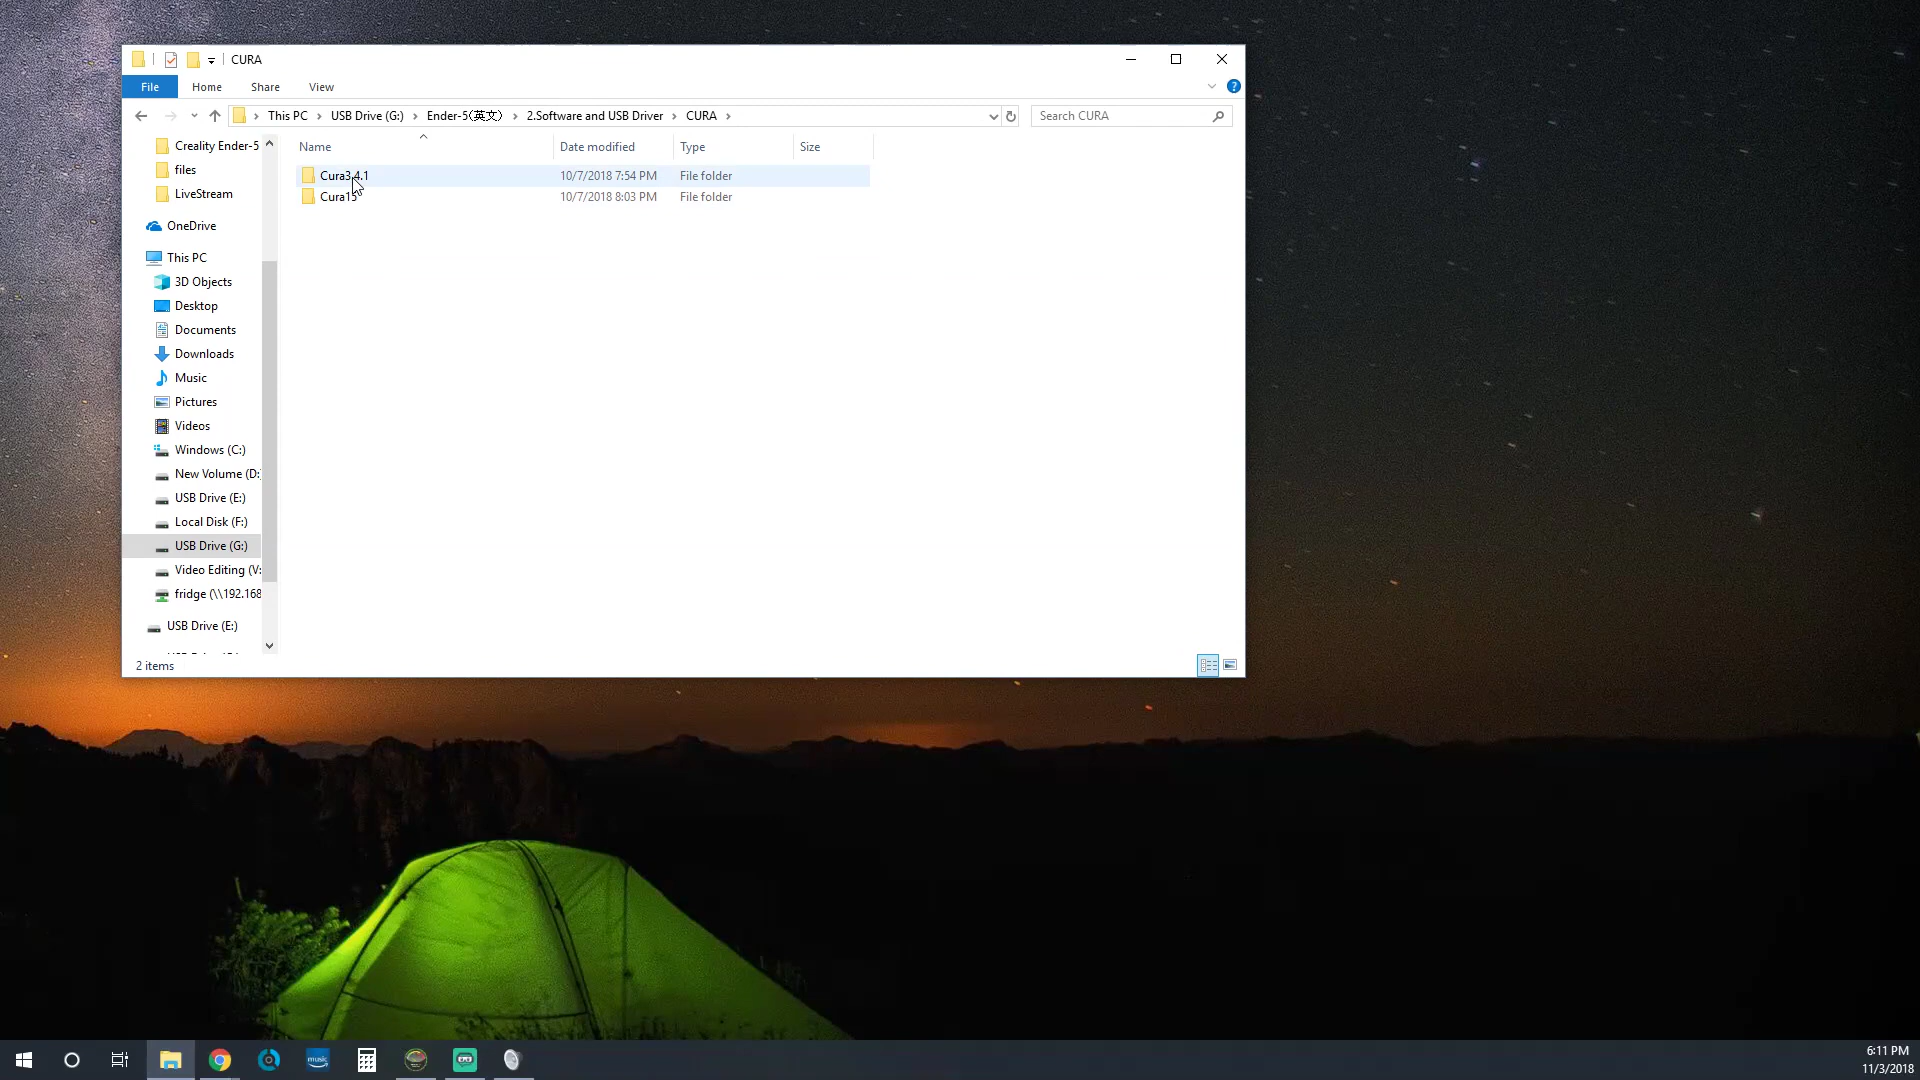 CURA
File Home Share View
This PC USB Drive (G:) Ender-5(英文) 2.Software and USB Driver CURA
Search CURA
Name Date modified Type Size
Cura3.4.1 10/7/2018 7:54 PM File folder
Cura15 10/7/2018 8:03 PM File folder
Creality Ender-5
files
LiveStream
OneDrive
This PC
3D Objects
Desktop
Documents
Downloads
Music
Pictures
Videos
Windows (C:)
New Volume (D:
USB Drive (E:)
Local Disk (F:)
USB Drive (G:)
Video Editing (V:
fridge (\\192.168
USB Drive (E:)
2 items
music
6:11 PM
11/3/2018